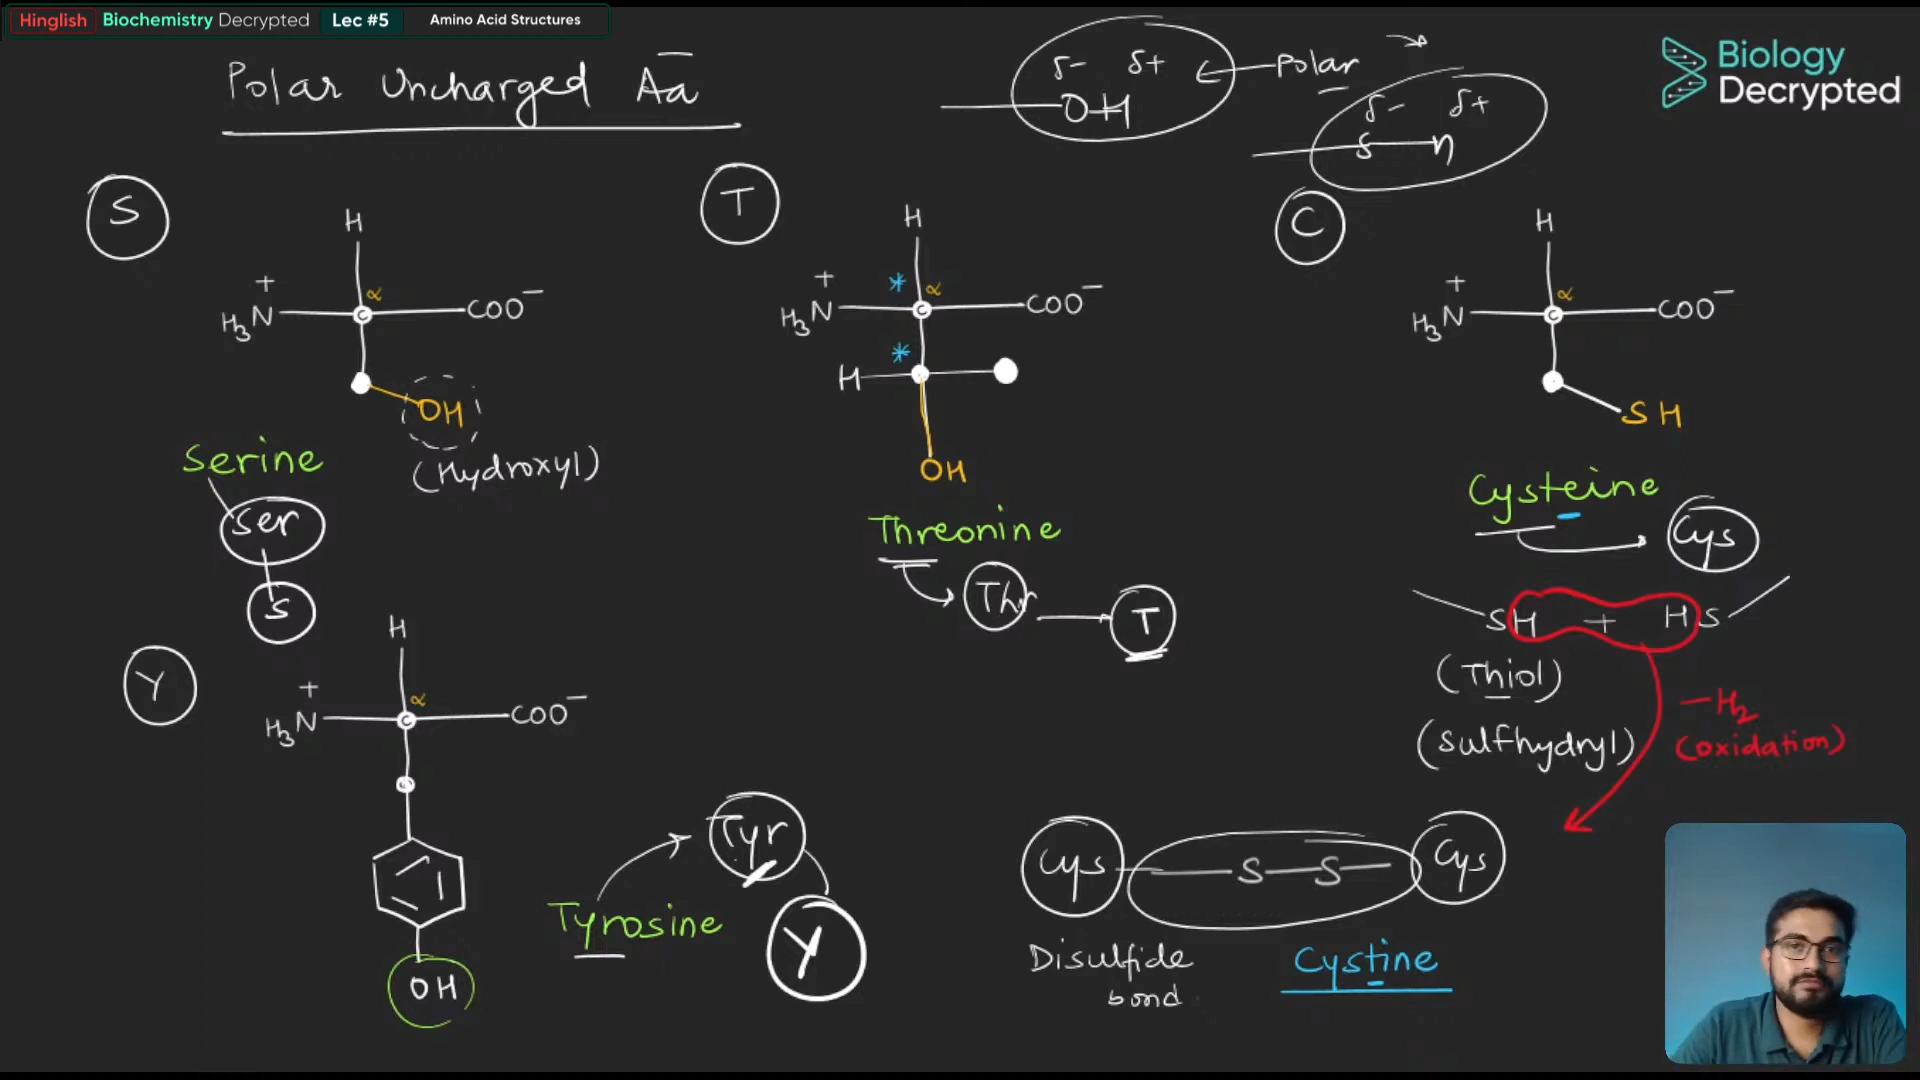 Hinglish Biochemistry Decrypted Lec #5 Amino Acid Structures
Biology
Decrypted
Polar Uncharged Aa
δ- δ+
OH
Polar
δ- δ+
S
S
H
+
H3N
α
C
COO-
OH
(Hydroxyl)
Serine
Ser
S
T
H
+
H3N
*
α
C
COO-
*
H
OH
Threonine
Thr
T
C
H
+
H3N
α
C
COO-
SH
Cysteine
Cys
SH + HS
(Thiol)
(Sulfhydryl)
-H2
(oxidation)
Y
H
+
H3N
α
C
COO-
OH
Tyrosine
Tyr
Y
Cys S S Cys
Disulfide
bond
Cystine